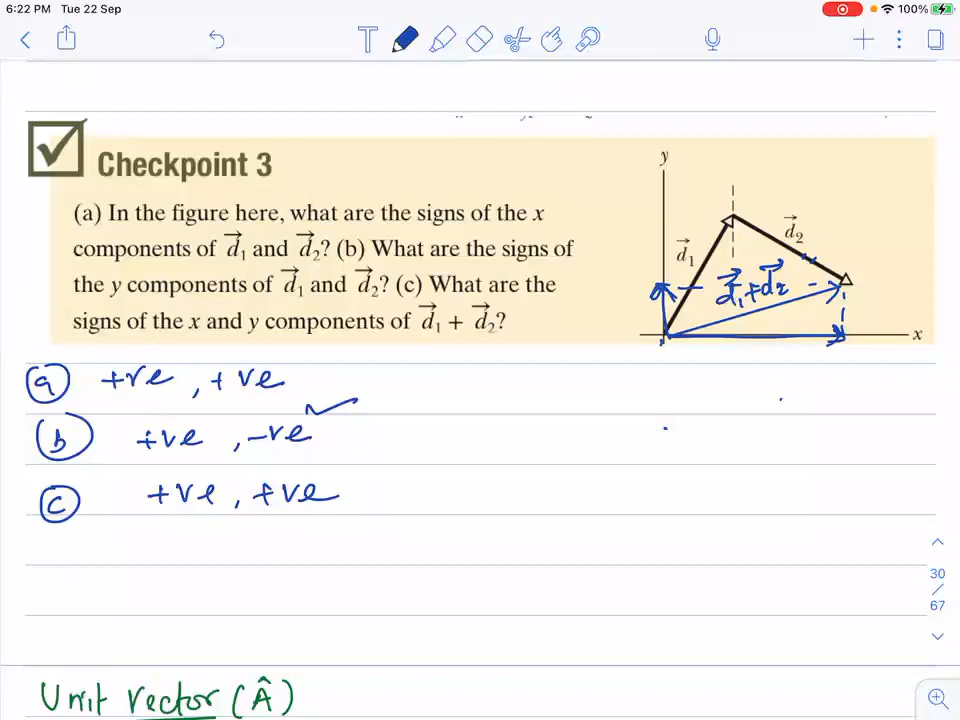 6:22 PM Tue 22 Sep
100%
Checkpoint 3
(a) In the figure here, what are the signs of the x
components of d⃗₁ and d⃗₂? (b) What are the signs of
the y components of d⃗₁ and d⃗₂? (c) What are the
signs of the x and y components of d⃗₁ + d⃗₂?
y
d⃗₁
d⃗₂
d⃗₁+d⃗₂
x
(a) +ve, +ve
(b) +ve, -ve
(c) +ve, +ve
30
/
67
Unit vector (Â)